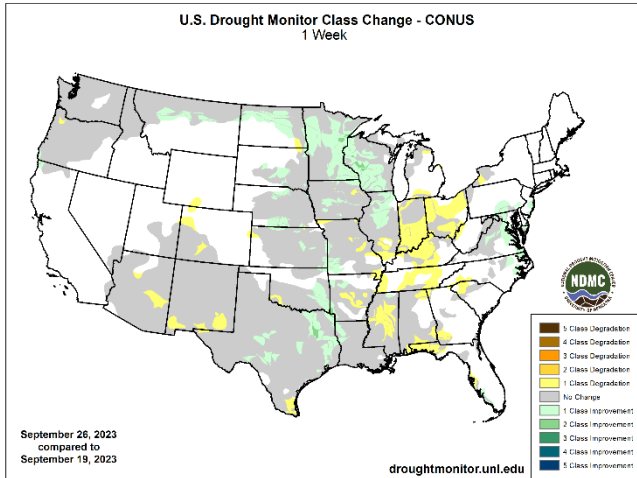 U.S. Drought Monitor Class Change - CONUS
1 Week
NDMC
5 Class Degradation
4 Class Degradation
3 Class Degradation
2 Class Degradation
1 Class Degradation
No Change
1 Class Improvement
2 Class Improvement
3 Class Improvement
4 Class Improvement
5 Class Improvement
September 26, 2023
compared to
September 19, 2023
droughtmonitor.unl.edu